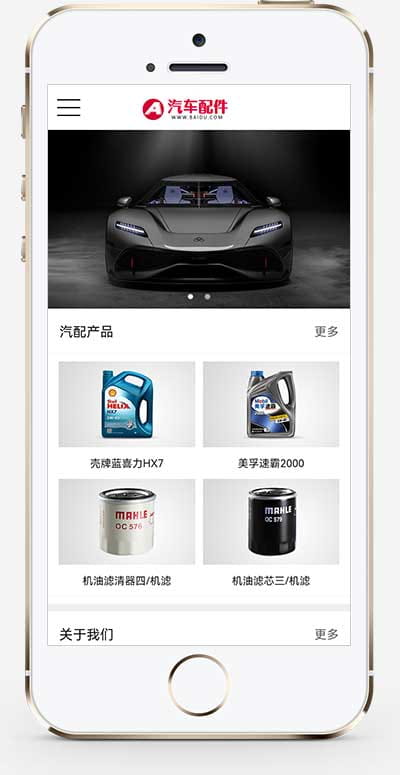 汽车配件
WWW.BAIDU.COM
汽配产品 更多
Shell
HELIX
HX7
Mobil
美孚速霸
壳牌蓝喜力HX7 美孚速霸2000
MAHLE
OC 576
MAHLE
OC 579
机油滤清器四/机滤 机油滤芯三/机滤
关于我们 更多